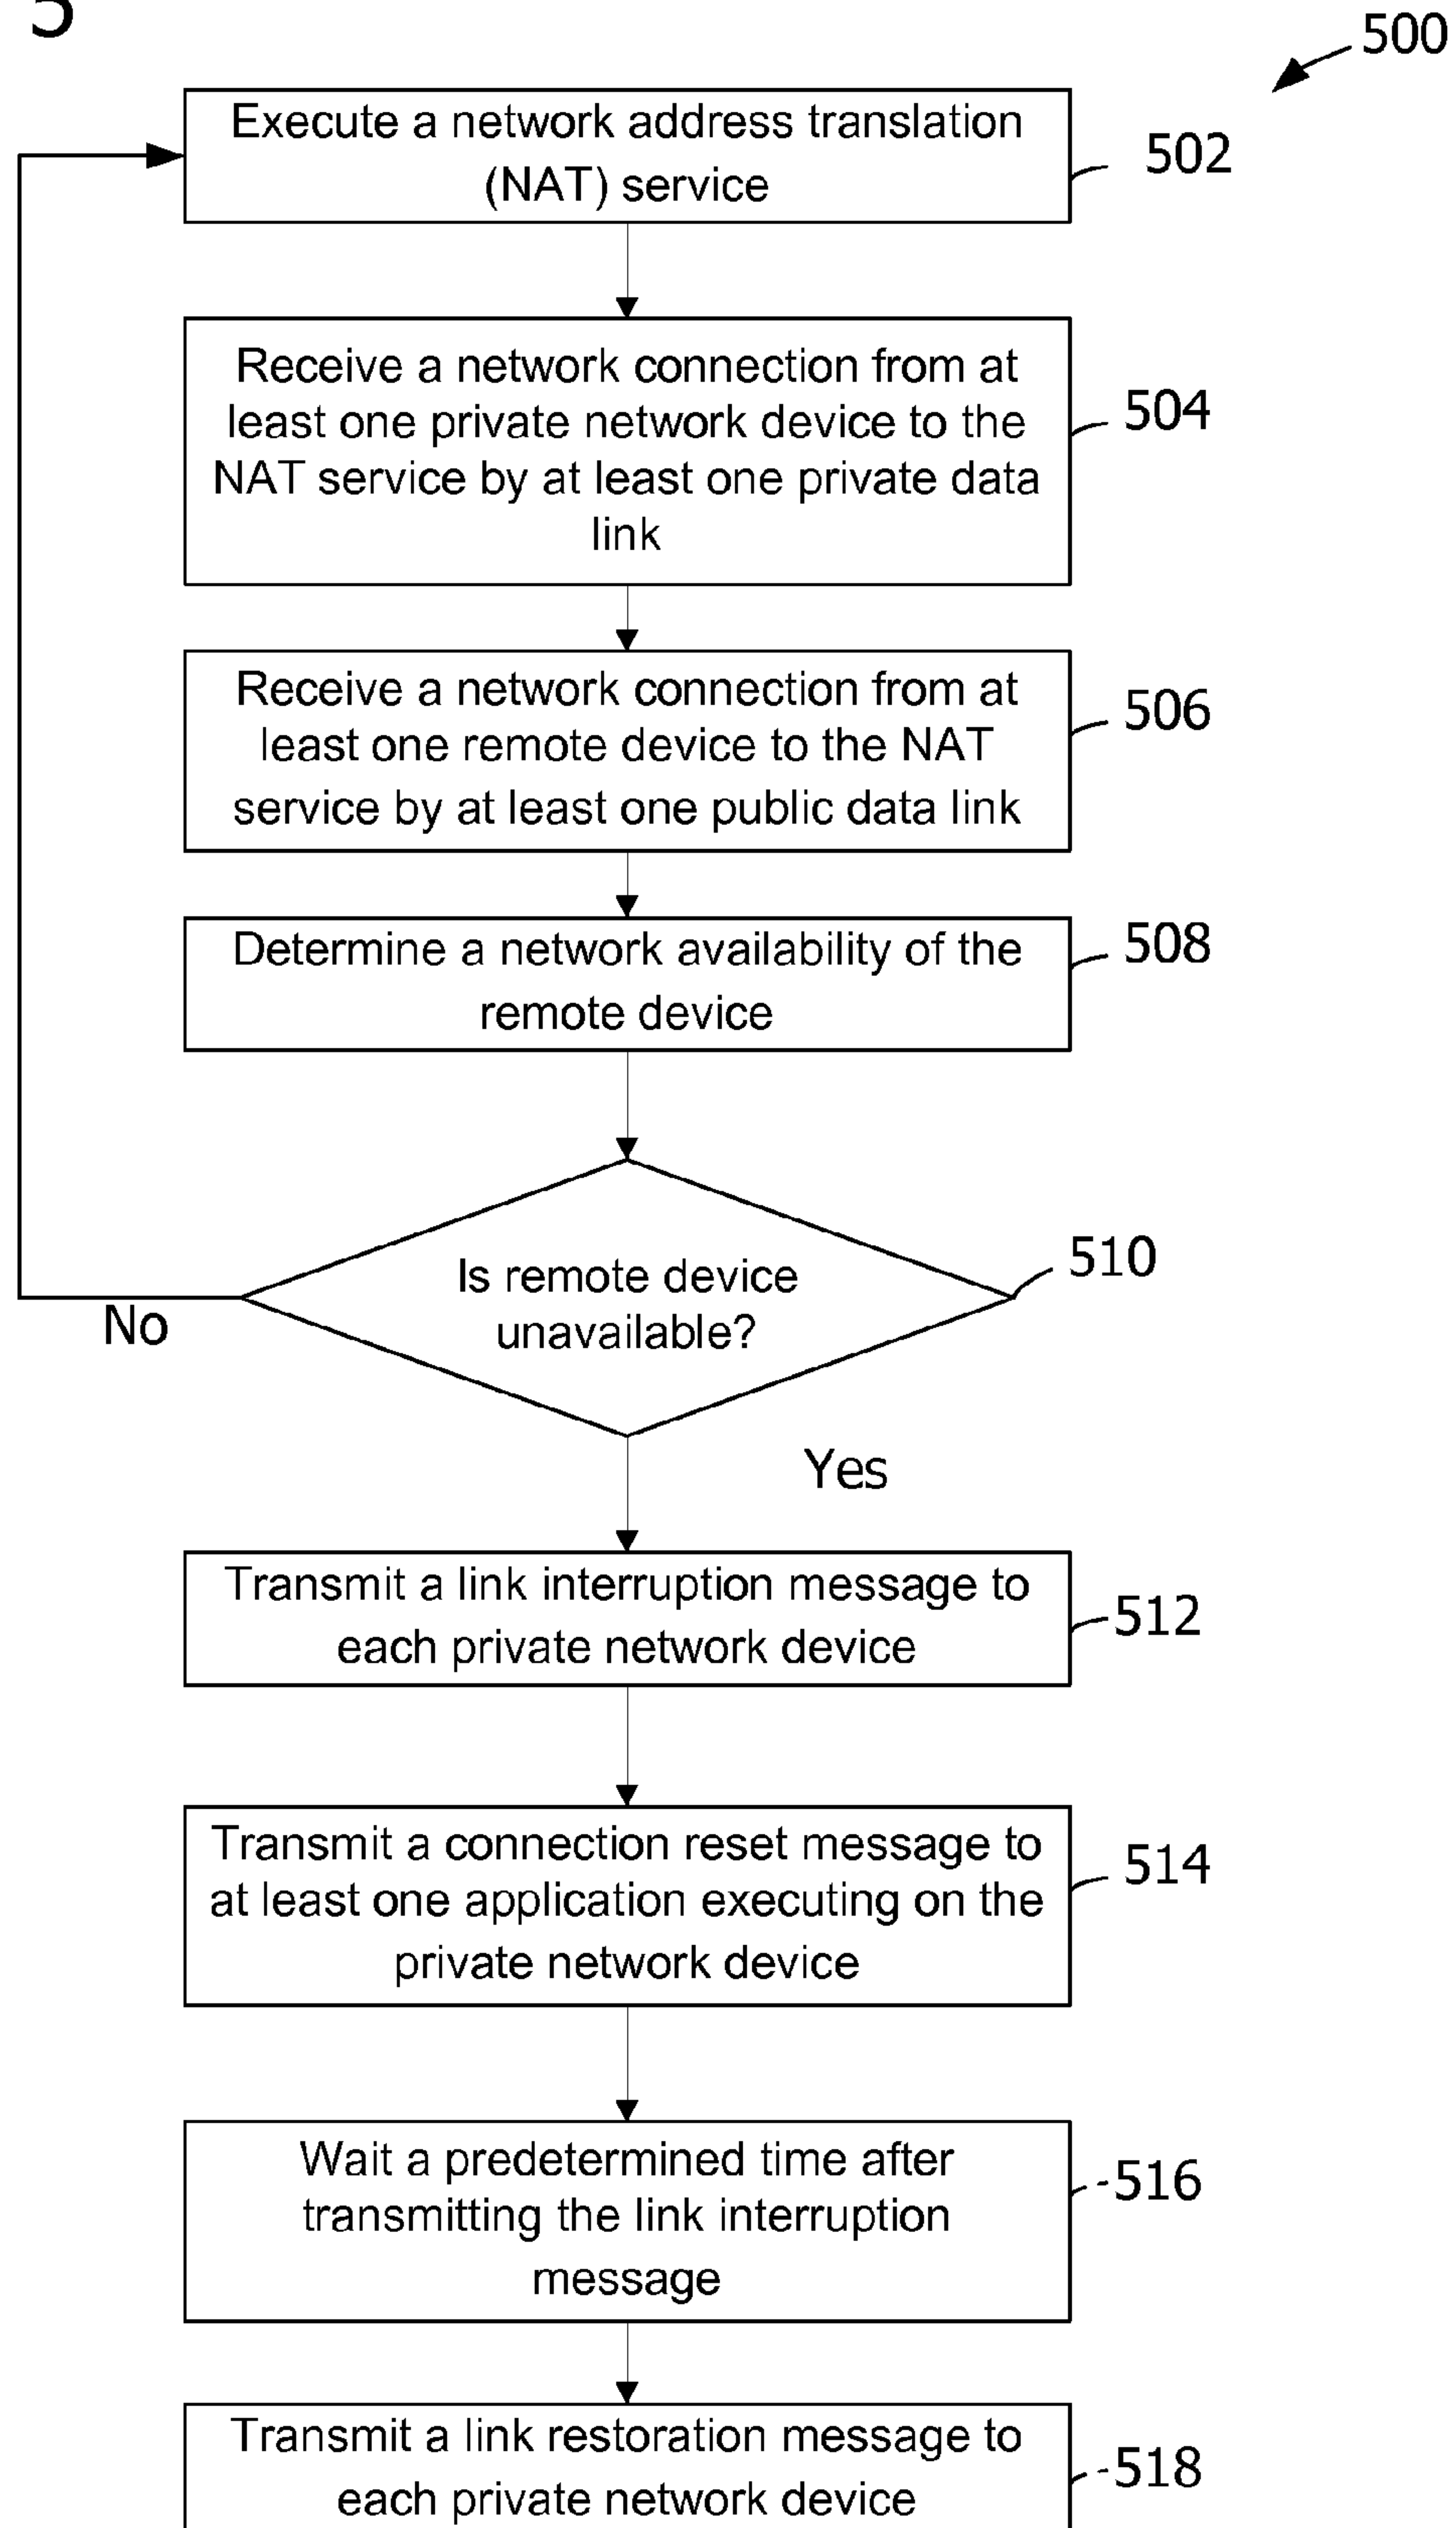 5
500
Execute a network address translation
(NAT) service
502
Receive a network connection from at
least one private network device to the
NAT service by at least one private data
link
504
Receive a network connection from at
least one remote device to the NAT
service by at least one public data link
506
Determine a network availability of the
remote device
508
Is remote device
unavailable?
510
No
Yes
Transmit a link interruption message to
each private network device
512
Transmit a connection reset message to
at least one application executing on the
private network device
514
Wait a predetermined time after
transmitting the link interruption
message
516
Transmit a link restoration message to
each private network device
518